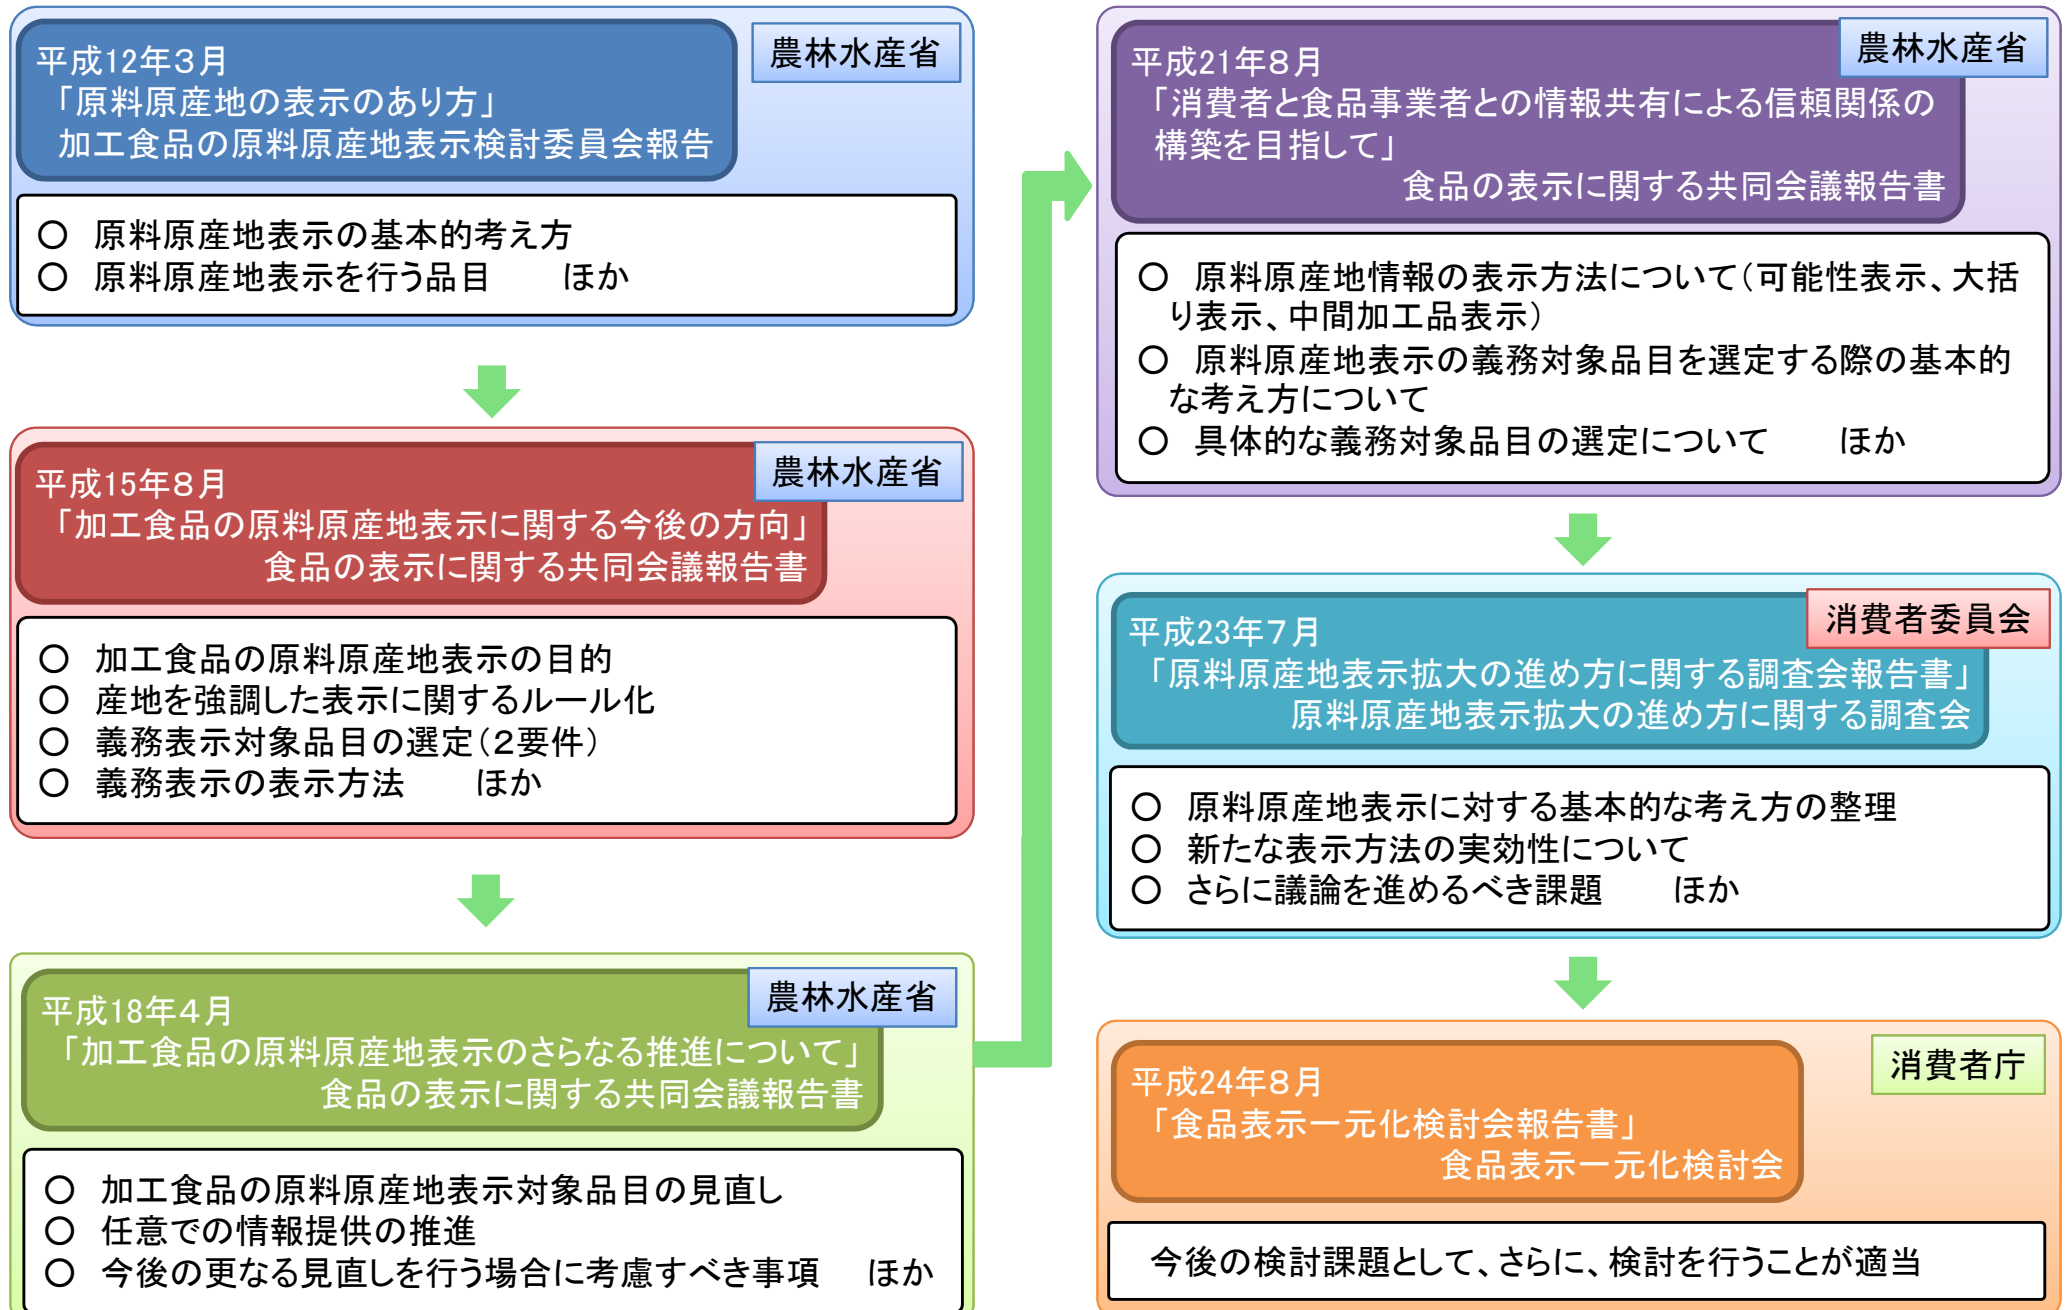 農林水産省
平成12年3月
「原料原産地の表示のあり方」
加工食品の原料原産地表示検討委員会報告
○ 原料原産地表示の基本的考え方
○ 原料原産地表示を行う品目 ほか
農林水産省
平成15年8月
「加工食品の原料原産地表示に関する今後の方向」
食品の表示に関する共同会議報告書
○ 加工食品の原料原産地表示の目的
○ 産地を強調した表示に関するルール化
○ 義務表示対象品目の選定(2要件)
○ 義務表示の表示方法 ほか
農林水産省
平成18年4月
「加工食品の原料原産地表示のさらなる推進について」
食品の表示に関する共同会議報告書
○ 加工食品の原料原産地表示対象品目の見直し
○ 任意での情報提供の推進
○ 今後の更なる見直しを行う場合に考慮すべき事項 ほか
農林水産省
平成21年8月
「消費者と食品事業者との情報共有による信頼関係の
構築を目指して」
食品の表示に関する共同会議報告書
○ 原料原産地情報の表示方法について(可能性表示、大括
り表示、中間加工品表示)
○ 原料原産地表示の義務対象品目を選定する際の基本的
な考え方について
○ 具体的な義務対象品目の選定について ほか
消費者委員会
平成23年7月
「原料原産地表示拡大の進め方に関する調査会報告書」
原料原産地表示拡大の進め方に関する調査会
○ 原料原産地表示に対する基本的な考え方の整理
○ 新たな表示方法の実効性について
○ さらに議論を進めるべき課題 ほか
消費者庁
平成24年8月
「食品表示一元化検討会報告書」
食品表示一元化検討会
今後の検討課題として、さらに、検討を行うことが適当